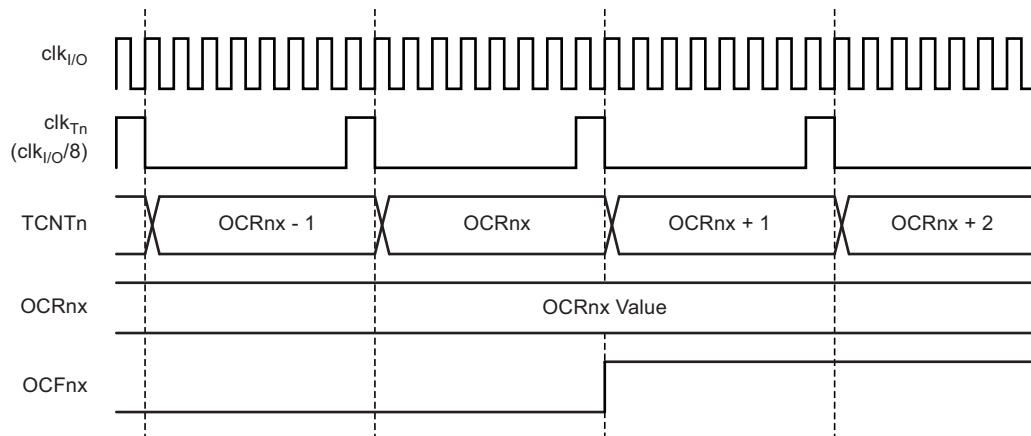 clkI/O
clkTn
(clkI/O/8)
TCNTn OCRnx - 1 OCRnx OCRnx + 1 OCRnx + 2
OCRnx OCRnx Value
OCFnx